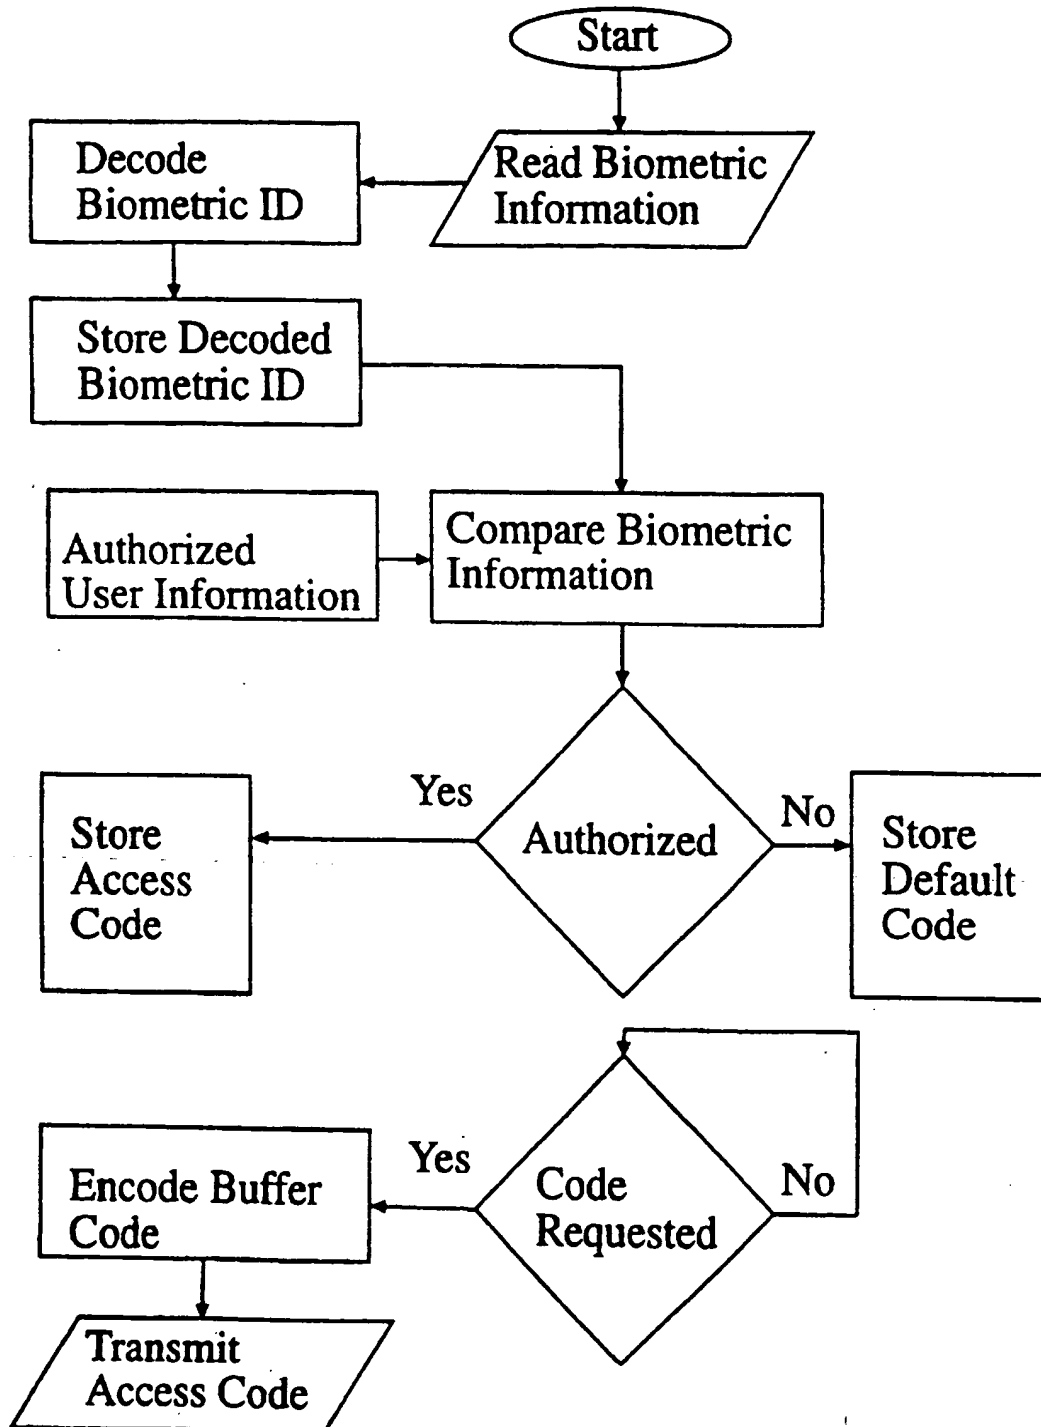 Start
Read Biometric
Information
Decode
Biometric ID
Store Decoded
Biometric ID
Authorized
User Information
Compare Biometric
Information
Authorized
Yes
No
Store
Access
Code
Store
Default
Code
Code
Requested
Yes
No
Encode Buffer
Code
Transmit
Access Code